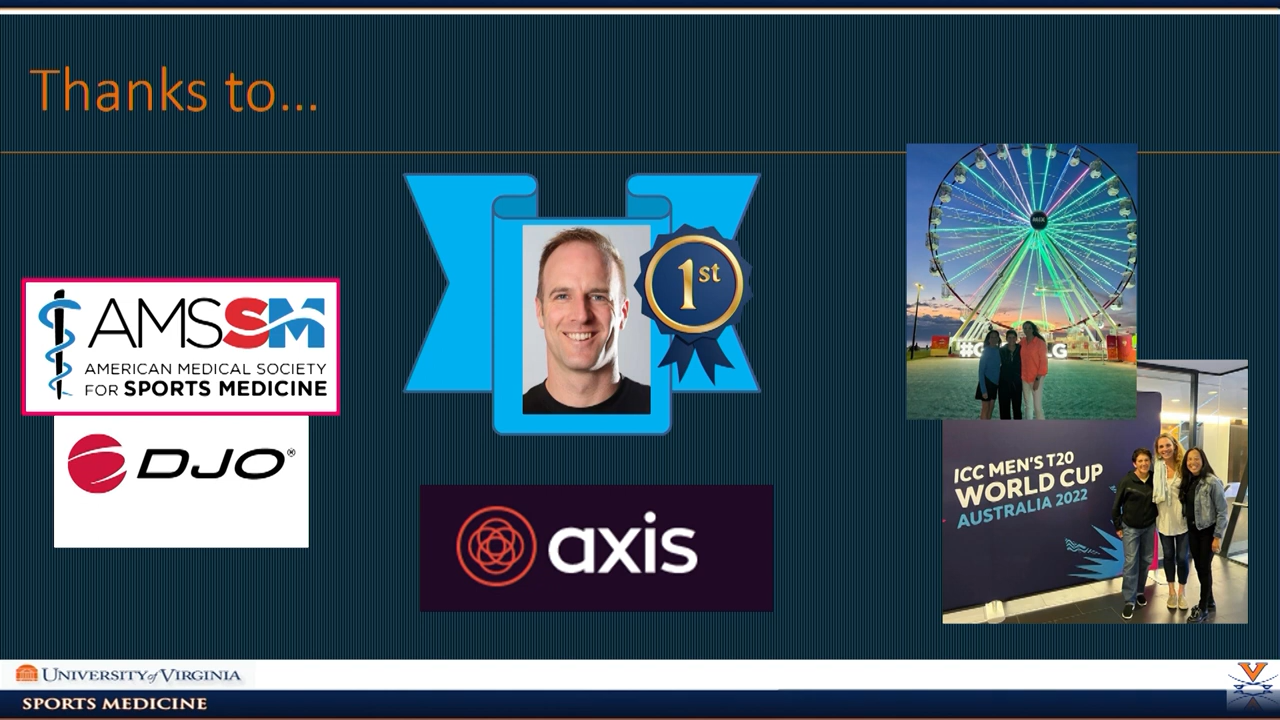 Thanks to...
AMSSM
AMERICAN MEDICAL SOCIETY
FOR SPORTS MEDICINE
DJO®
1st
axis
ICC MEN'S T20
WORLD CUP
AUSTRALIA 2022
UNIVERSITY of VIRGINIA
SPORTS MEDICINE